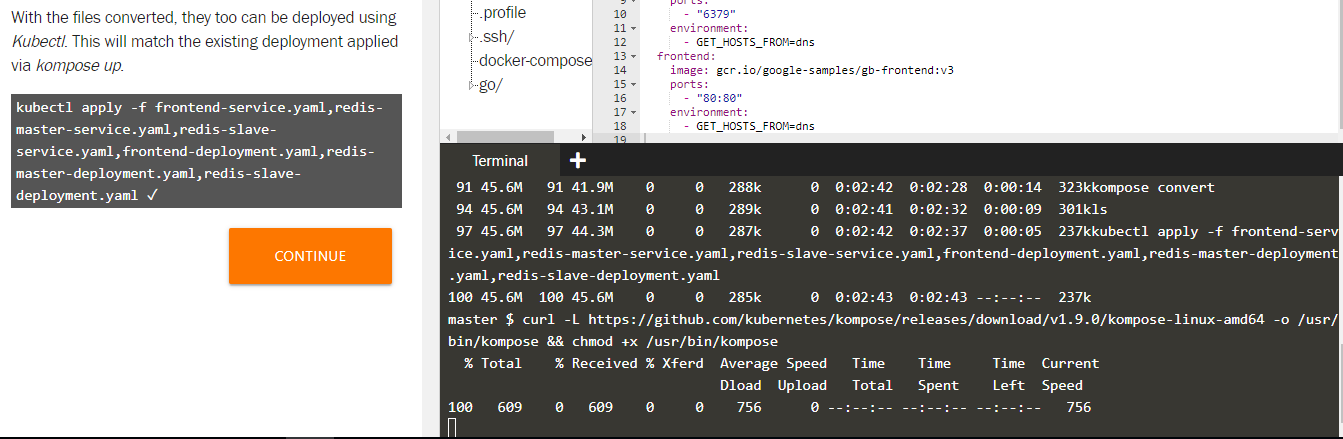 With the files converted, they too can be deployed using
Kubectl. This will match the existing deployment applied
via kompose up.
kubectl apply -f frontend-service.yaml,redis-
master-service.yaml,redis-slave-
service.yaml,frontend-deployment.yaml,redis-
master-deployment.yaml,redis-slave-
deployment.yaml ✓
CONTINUE
.profile
.ssh/
docker-compose
go/
9 ports:
10 - "6379"
11 environment:
12 - GET_HOSTS_FROM=dns
13 frontend:
14 image: gcr.io/google-samples/gb-frontend:v3
15 ports:
16 - "80:80"
17 environment:
18 - GET_HOSTS_FROM=dns
19
Terminal +
91 45.6M 91 41.9M 0 0 288k 0 0:02:42 0:02:28 0:00:14 323kkompose convert
94 45.6M 94 43.1M 0 0 289k 0 0:02:41 0:02:32 0:00:09 301kls
97 45.6M 97 44.3M 0 0 287k 0 0:02:42 0:02:37 0:00:05 237kkubectl apply -f frontend-serv
ice.yaml,redis-master-service.yaml,redis-slave-service.yaml,frontend-deployment.yaml,redis-master-deployment
.yaml,redis-slave-deployment.yaml
100 45.6M 100 45.6M 0 0 285k 0 0:02:43 0:02:43 --:--:-- 237k
master $ curl -L https://github.com/kubernetes/kompose/releases/download/v1.9.0/kompose-linux-amd64 -o /usr/
bin/kompose && chmod +x /usr/bin/kompose
% Total % Received % Xferd Average Speed Time Time Time Current
Dload Upload Total Spent Left Speed
100 609 0 609 0 0 756 0 --:--:-- --:--:-- --:--:-- 756